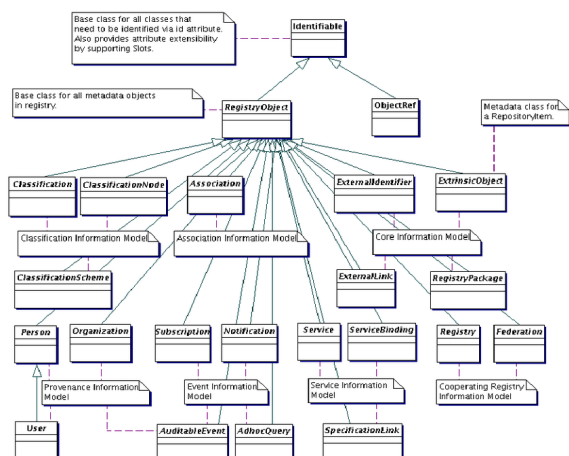 Base class for all classes that
need to be identified via id attribute.
Also provides attribute extensibility
by supporting Slots.
Identifiable
Base class for all metadata objects
in registry.
RegistryObject
ObjectRef
Metadata class for
a RepositoryItem.
Classification
ClassificationNode
Association
ExternalIdentifier
ExtrinsicObject
Classification Information Model
Association Information Model
Core Information Model
ClassificationScheme
ExternalLink
RegistryPackage
Person
Organization
Subscription
Notification
Service
ServiceBinding
Registry
Federation
Provenance Information
Model
Event Information
Model
Service Information
Model
Cooperating Registry
Information Model
User
AuditableEvent
AdhocQuery
SpecificationLink